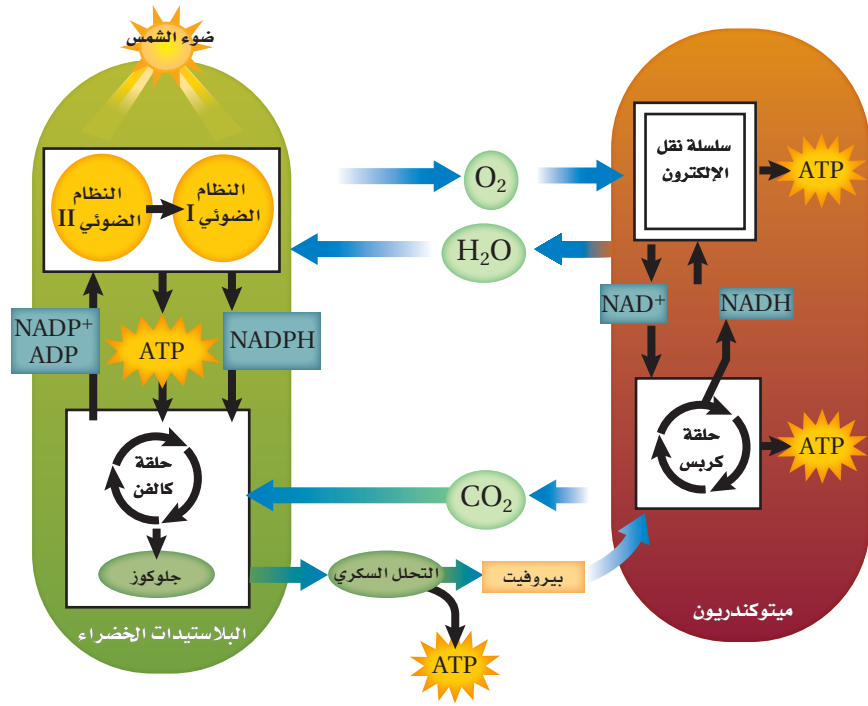 ضوء الشمس
النظام
الضوئي II
النظام
الضوئي I
O₂
سلسلة نقل
الإلكترون
ATP
H₂O
NADP⁺
ADP
ATP
NADPH
NAD⁺
NADH
حلقة
كالفن
CO₂
حلقة
كربس
ATP
جلوكوز
التحلل السكري
بيروفيت
البلاستيدات الخضراء
ميتوكندريون
ATP